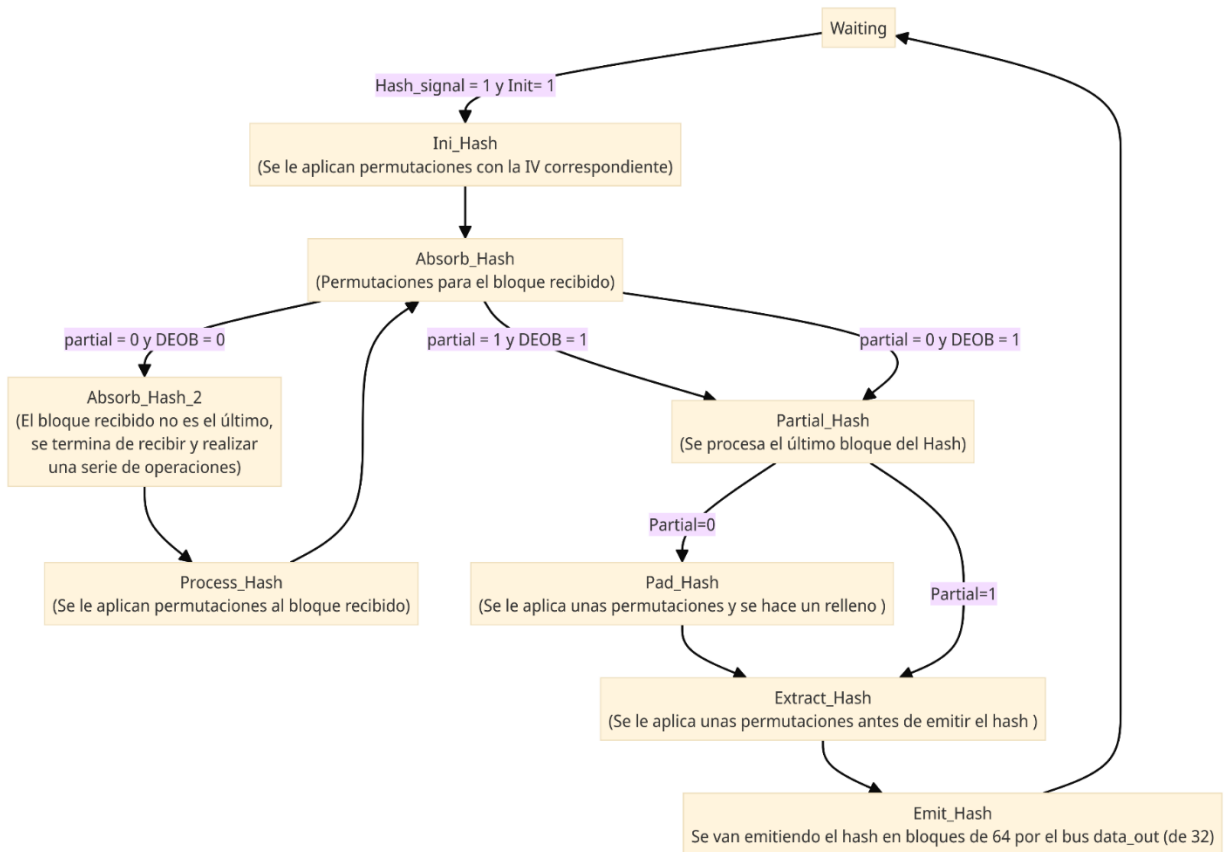 Waiting
Hash_signal = 1 y Init= 1
Ini_Hash
(Se le aplican permutaciones con la IV correspondiente)
Absorb_Hash
(Permutaciones para el bloque recibido)
partial = 0 y DEOB = 0
partial = 1 y DEOB = 1
partial = 0 y DEOB = 1
Absorb_Hash_2
(El bloque recibido no es el último,
se termina de recibir y realizar
una serie de operaciones)
Partial_Hash
(Se procesa el último bloque del Hash)
Partial=0
Process_Hash
(Se le aplican permutaciones al bloque recibido)
Pad_Hash
(Se le aplica unas permutaciones y se hace un relleno )
Partial=1
Extract_Hash
(Se le aplica unas permutaciones antes de emitir el hash )
Emit_Hash
Se van emitiendo el hash en bloques de 64 por el bus data_out (de 32)